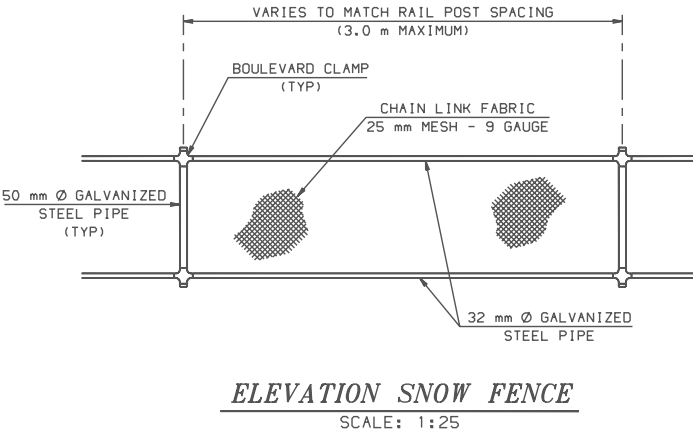 VARIES TO MATCH RAIL POST SPACING
(3.0 m MAXIMUM)
BOULEVARD CLAMP
(TYP)
CHAIN LINK FABRIC
25 mm MESH - 9 GAUGE
50 mm Ø GALVANIZED
STEEL PIPE
(TYP)
32 mm Ø GALVANIZED
STEEL PIPE
ELEVATION SNOW FENCE
SCALE: 1:25